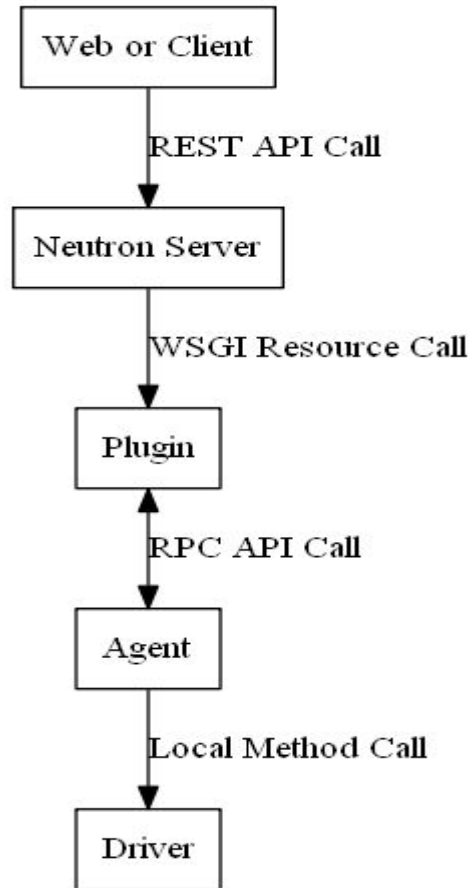 Web or Client
REST API Call
Neutron Server
WSGI Resource Call
Plugin
RPC API Call
Agent
Local Method Call
Driver